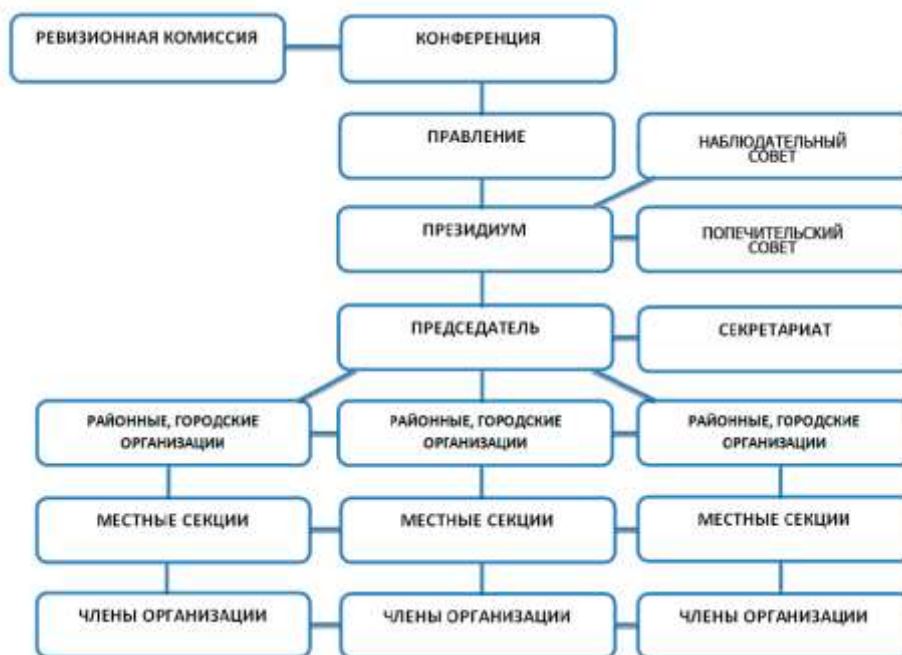 РЕВИЗИОННАЯ КОМИССИЯ
КОНФЕРЕНЦИЯ
ПРАВЛЕНИЕ
НАБЛЮДАТЕЛЬНЫЙ
СОВЕТ
ПРЕЗИДИУМ
ПОПЕЧИТЕЛЬСКИЙ
СОВЕТ
ПРЕДСЕДАТЕЛЬ
СЕКРЕТАРИАТ
РАЙОННЫЕ, ГОРОДСКИЕ
ОРГАНИЗАЦИИ
РАЙОННЫЕ, ГОРОДСКИЕ
ОРГАНИЗАЦИИ
РАЙОННЫЕ, ГОРОДСКИЕ
ОРГАНИЗАЦИИ
МЕСТНЫЕ СЕКЦИИ
МЕСТНЫЕ СЕКЦИИ
МЕСТНЫЕ СЕКЦИИ
ЧЛЕНЫ ОРГАНИЗАЦИИ
ЧЛЕНЫ ОРГАНИЗАЦИИ
ЧЛЕНЫ ОРГАНИЗАЦИИ